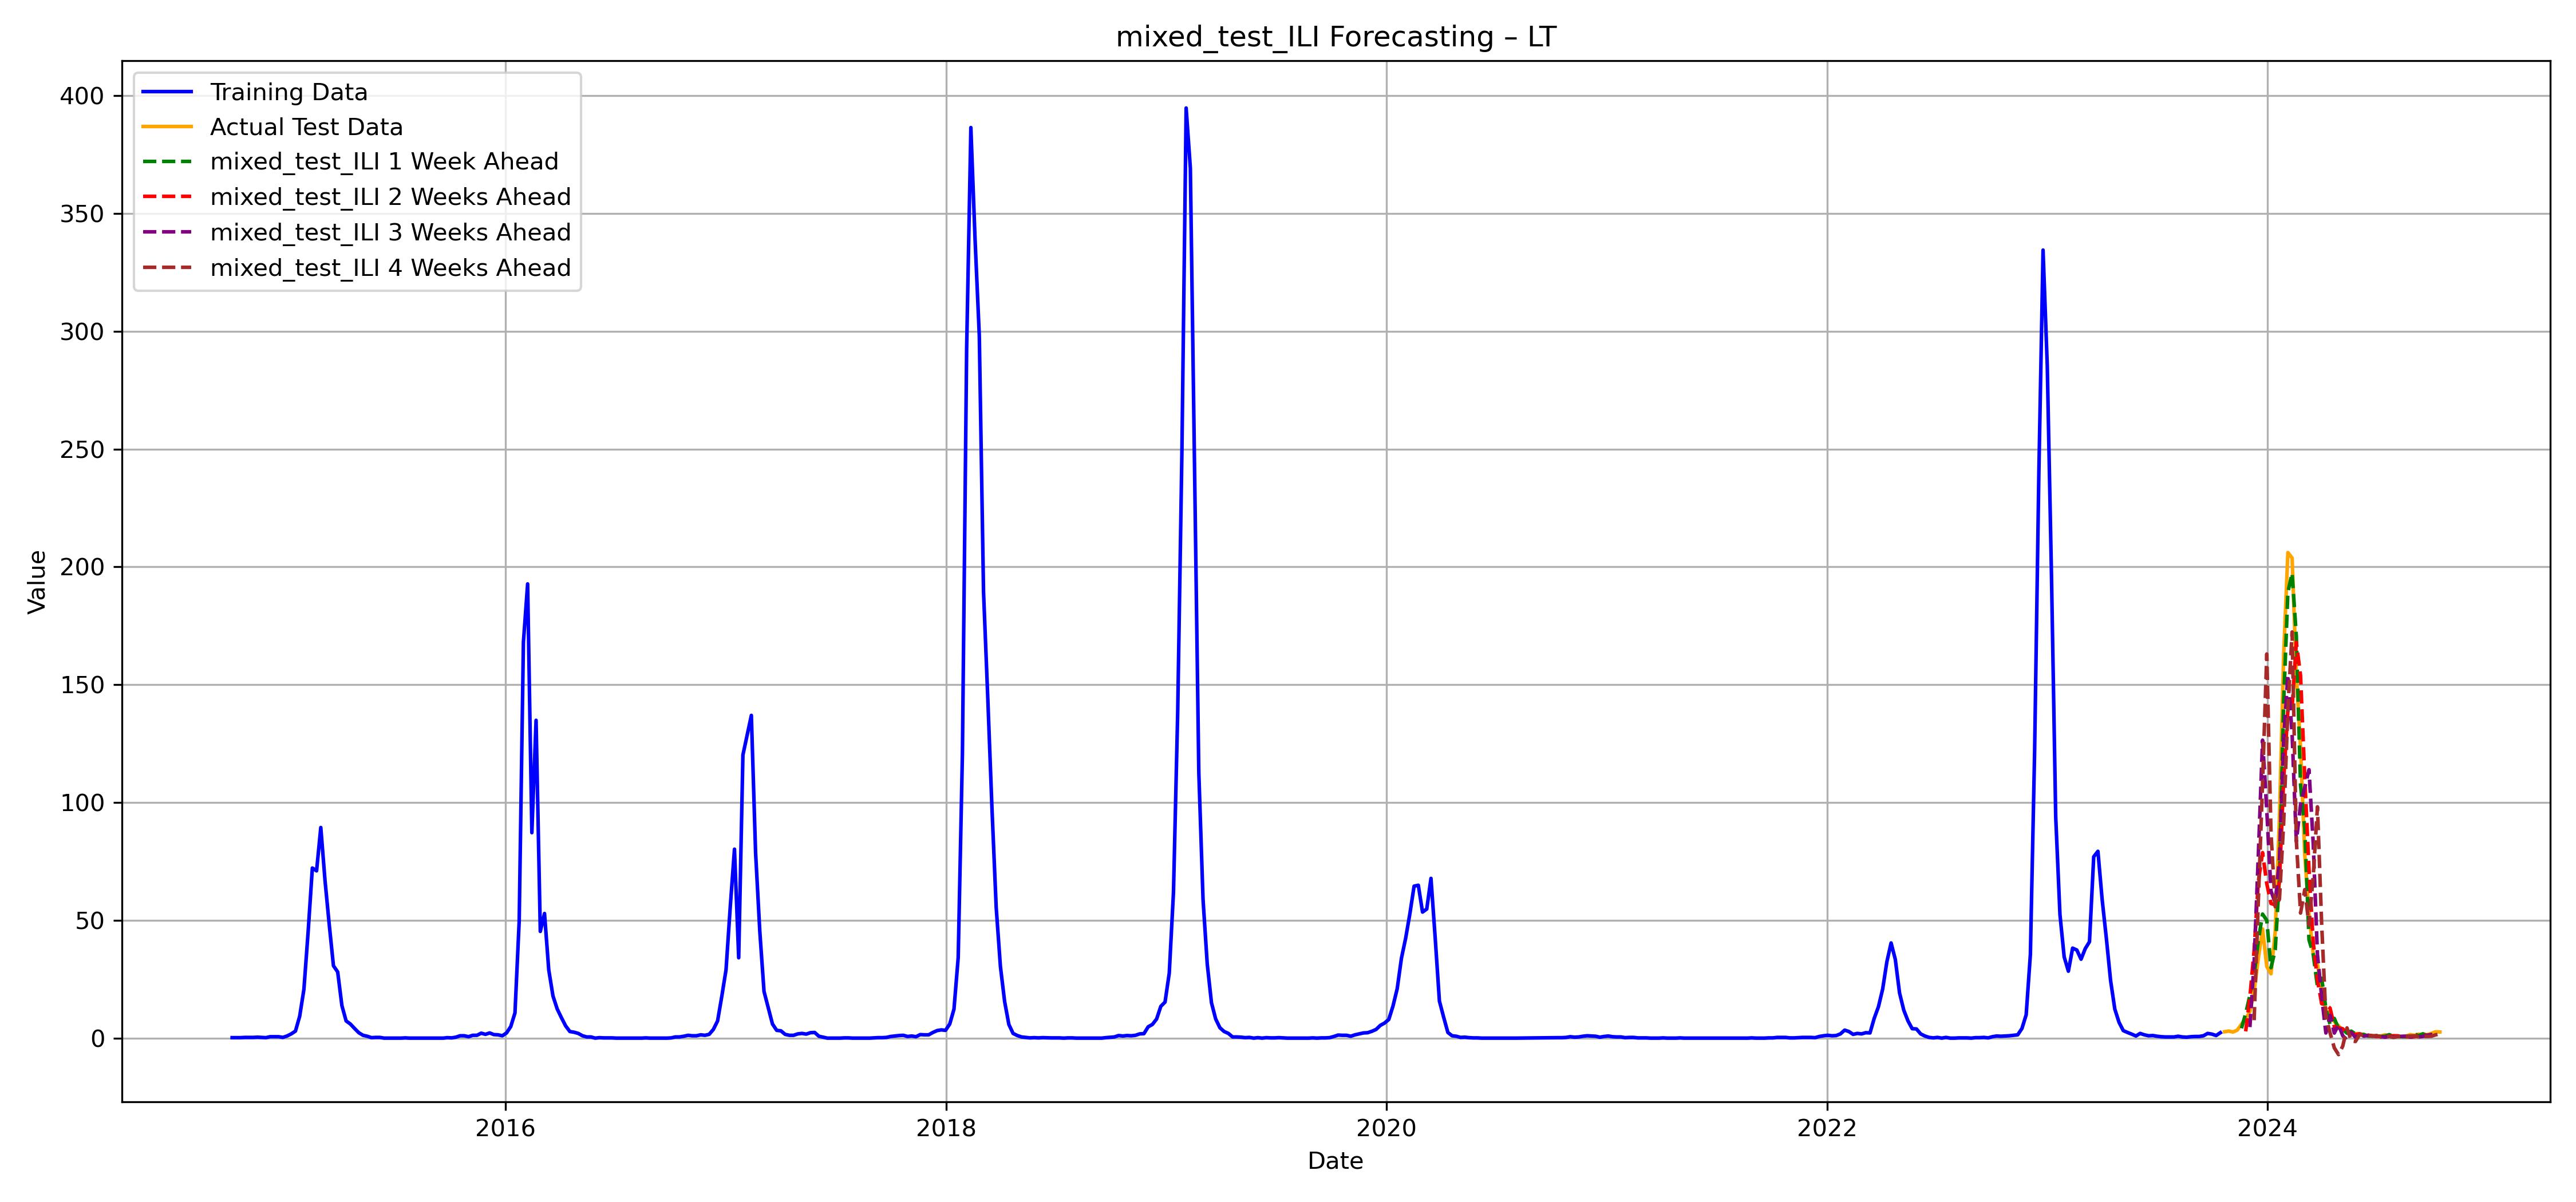 mixed_test_ILI Forecasting – LT
Training Data
Actual Test Data
mixed_test_ILI 1 Week Ahead
mixed_test_ILI 2 Weeks Ahead
mixed_test_ILI 3 Weeks Ahead
mixed_test_ILI 4 Weeks Ahead
400
350
300
250
200
150
100
50
0
Value
2016
2018
2020
2022
2024
Date